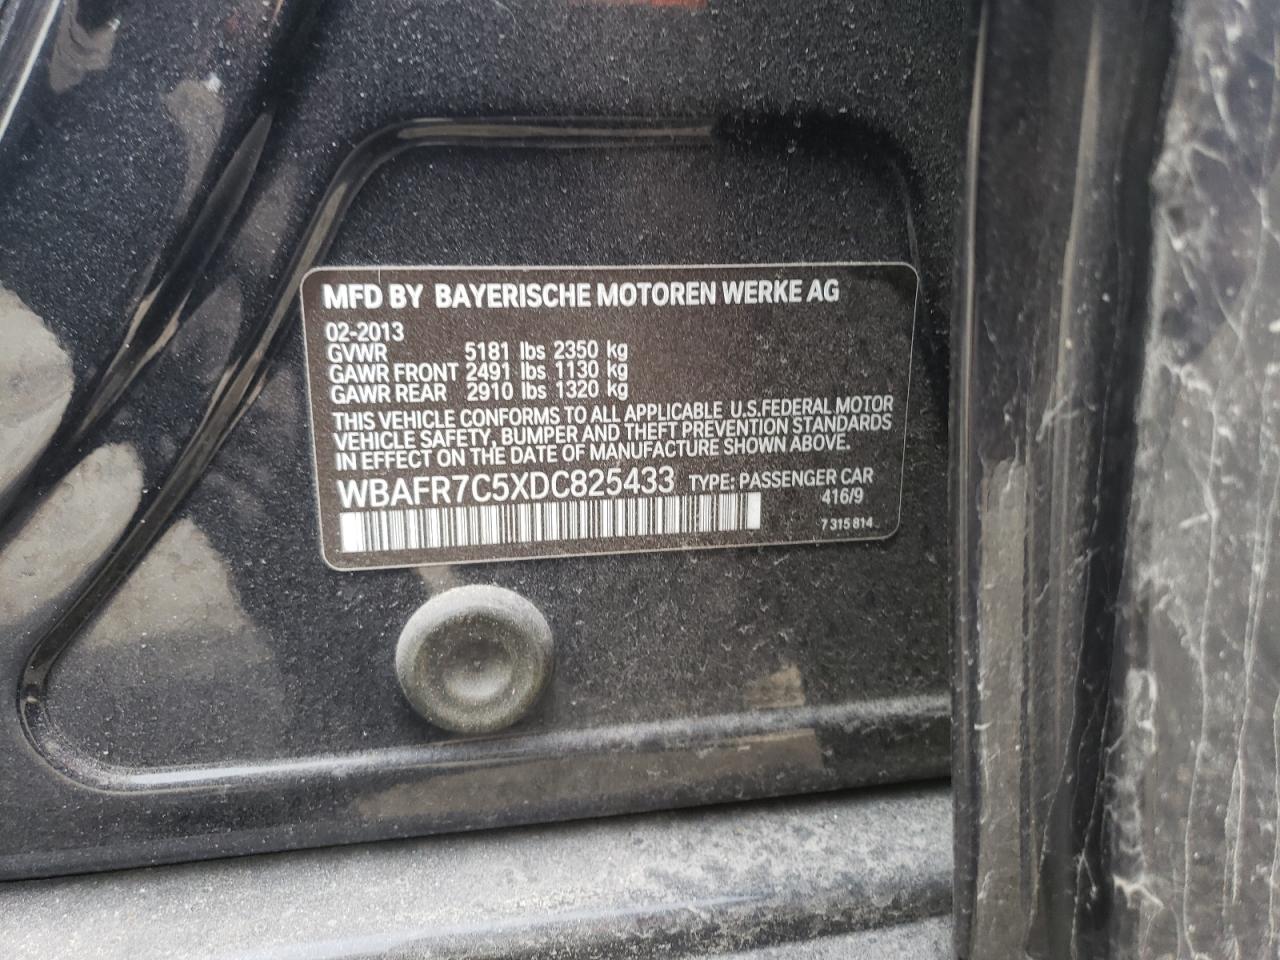 MFD BY BAYERISCHE MOTOREN WERKE AG
02-2013
GVWR 5181 lbs 2350 kg
GAWR FRONT 2491 lbs 1130 kg
GAWR REAR 2910 lbs 1320 kg
THIS VEHICLE CONFORMS TO ALL APPLICABLE U.S.FEDERAL MOTOR
VEHICLE SAFETY, BUMPER AND THEFT PREVENTION STANDARDS
IN EFFECT ON THE DATE OF MANUFACTURE SHOWN ABOVE.
WBAFR7C5XDC825433 TYPE: PASSENGER CAR
416/9
7 315 814